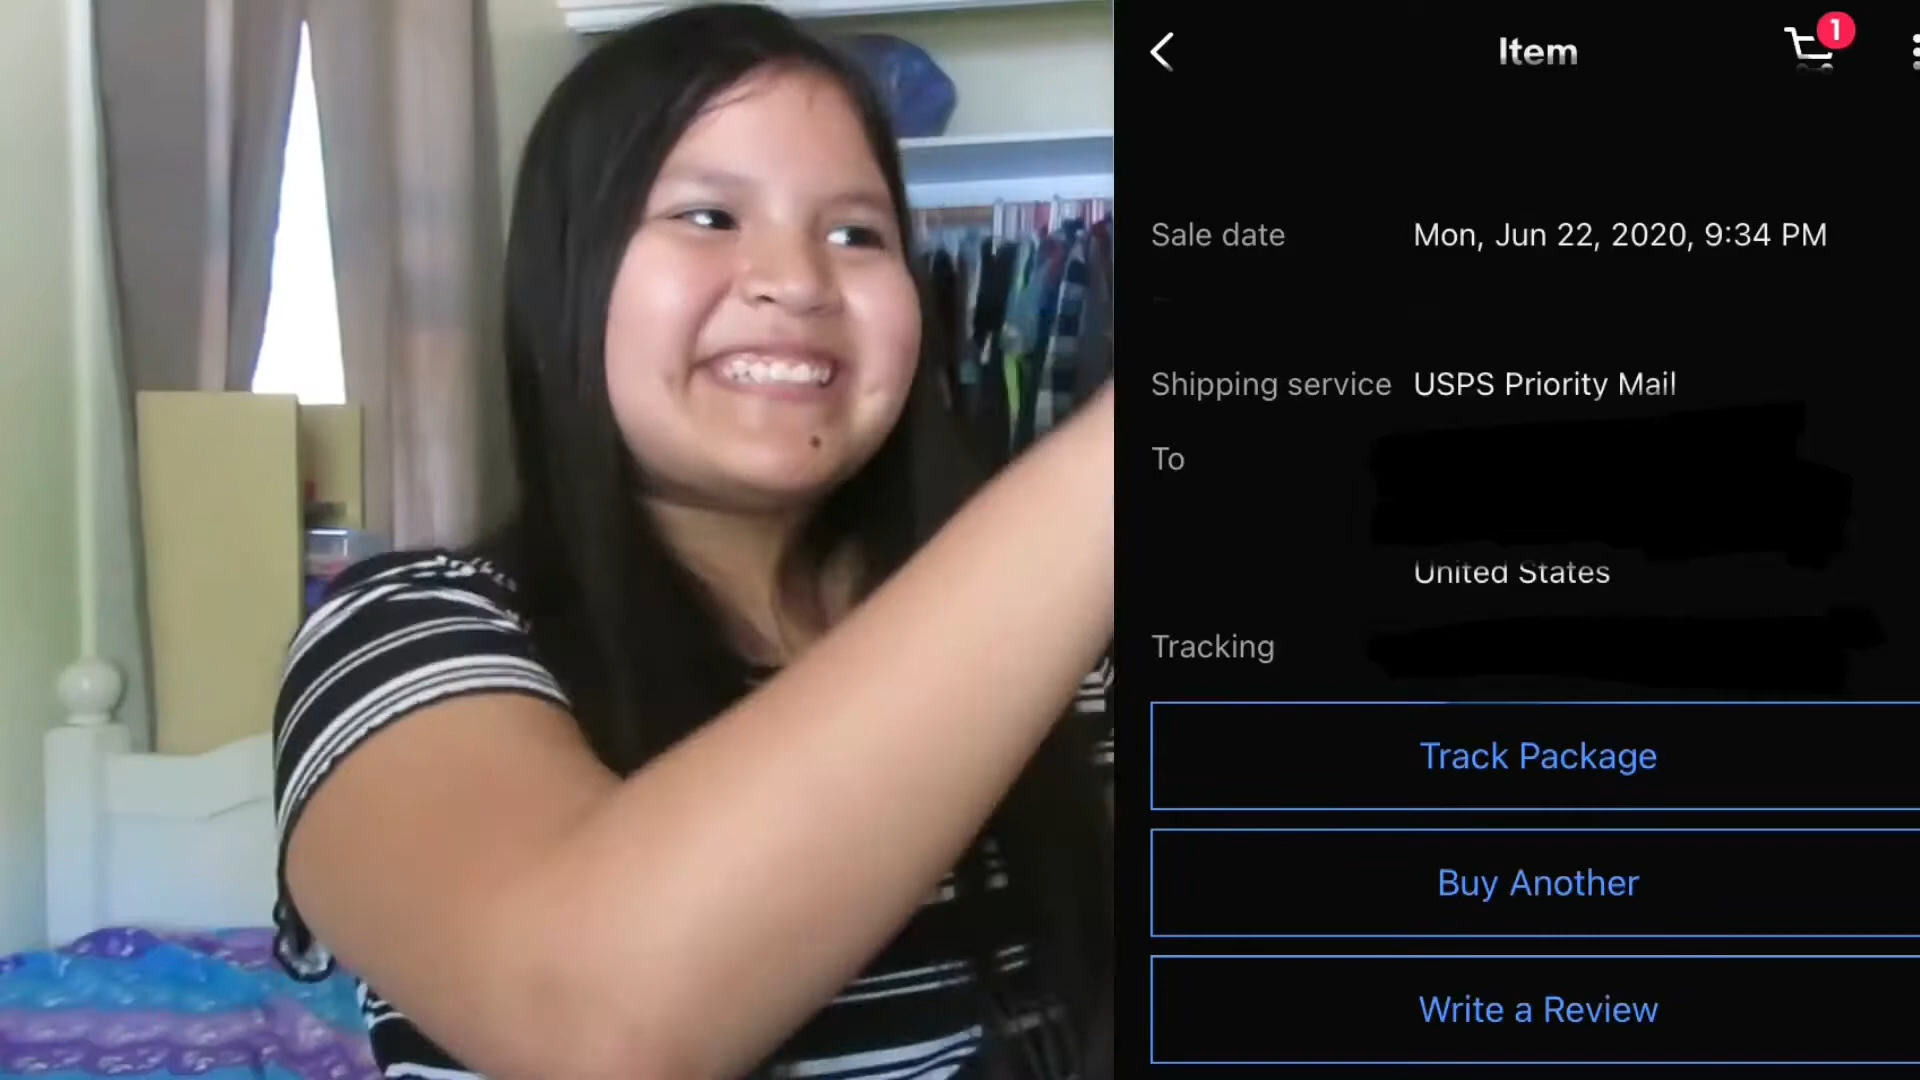 Item
1
Sale date Mon, Jun 22, 2020, 9:34 PM
Shipping service USPS Priority Mail
To
United States
Tracking
Track Package
Buy Another
Write a Review